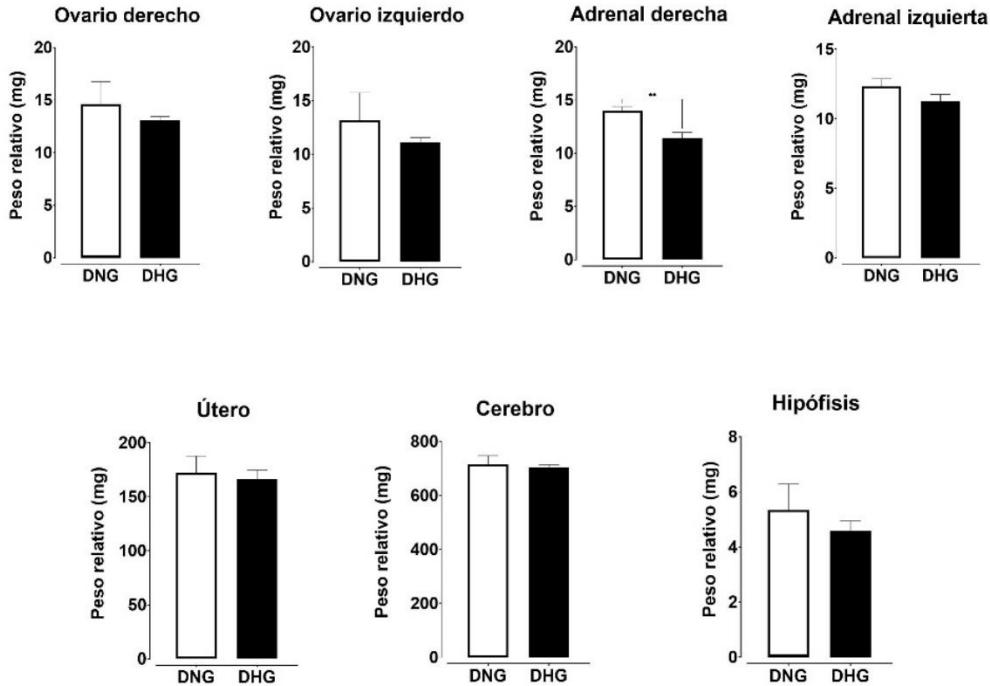 Ovario derecho
Ovario izquierdo
Adrenal derecha
Adrenal izquierta
Peso relativo (mg)
20
15
10
5
0
DNG DHG
Peso relativo (mg)
20
15
10
5
0
DNG DHG
Peso relativo (mg)
20
15
10
5
0
**
DNG DHG
Peso relativo (mg)
15
10
5
0
DNG DHG
Útero
Cerebro
Hipófisis
Peso relativo (mg)
200
150
100
50
0
DNG DHG
Peso relativo (mg)
800
600
400
200
0
DNG DHG
Peso relativo (mg)
8
6
4
2
0
DNG DHG